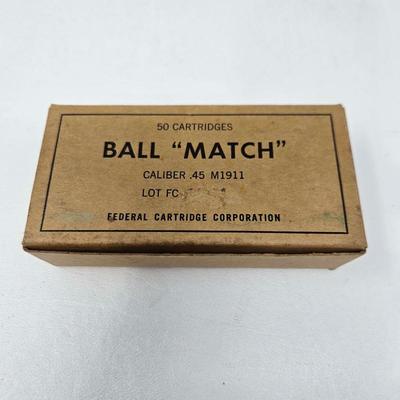 50 CARTRIDGES
BALL "MATCH"
CALIBER .45 M1911
LOT FC
FEDERAL CARTRIDGE CORPORATION